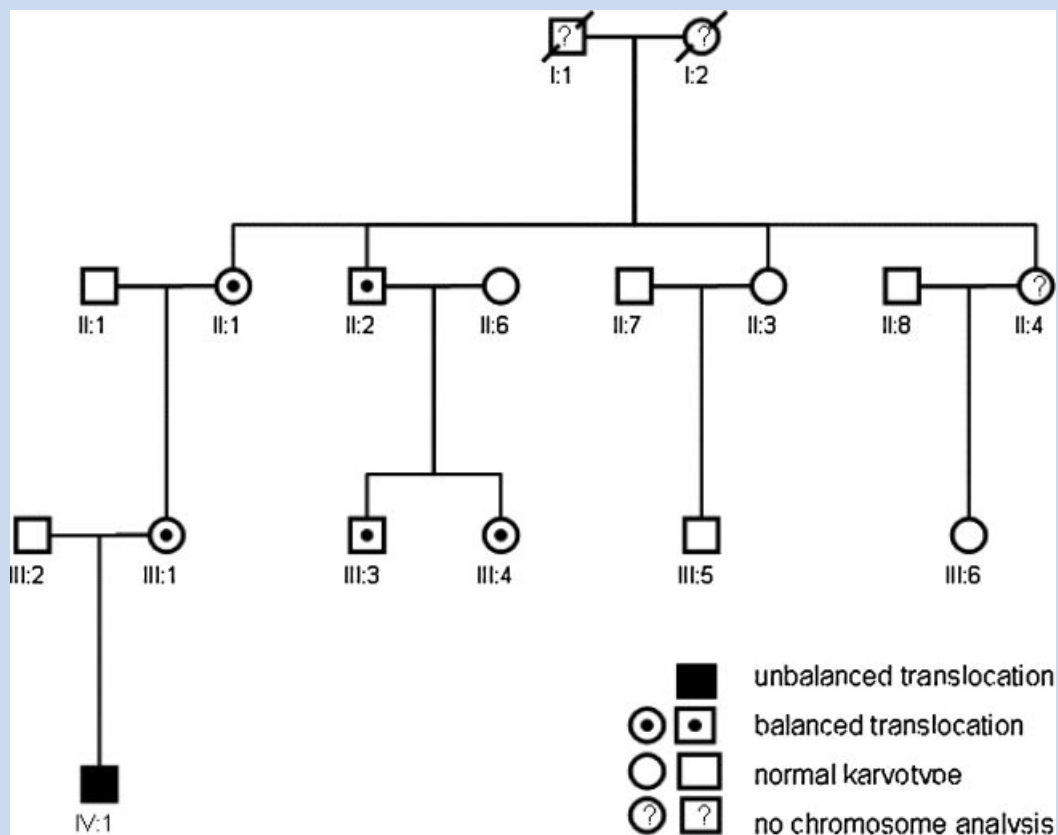 ? ?
I:1 I:2
?
II:1 II:1 II:2 II:6 II:7 II:3 II:8 II:4
III:2 III:1 III:3 III:4 III:5 III:6
unbalanced translocation
balanced translocation
normal karvotvoe
? ? no chromosome analysis
IV:1